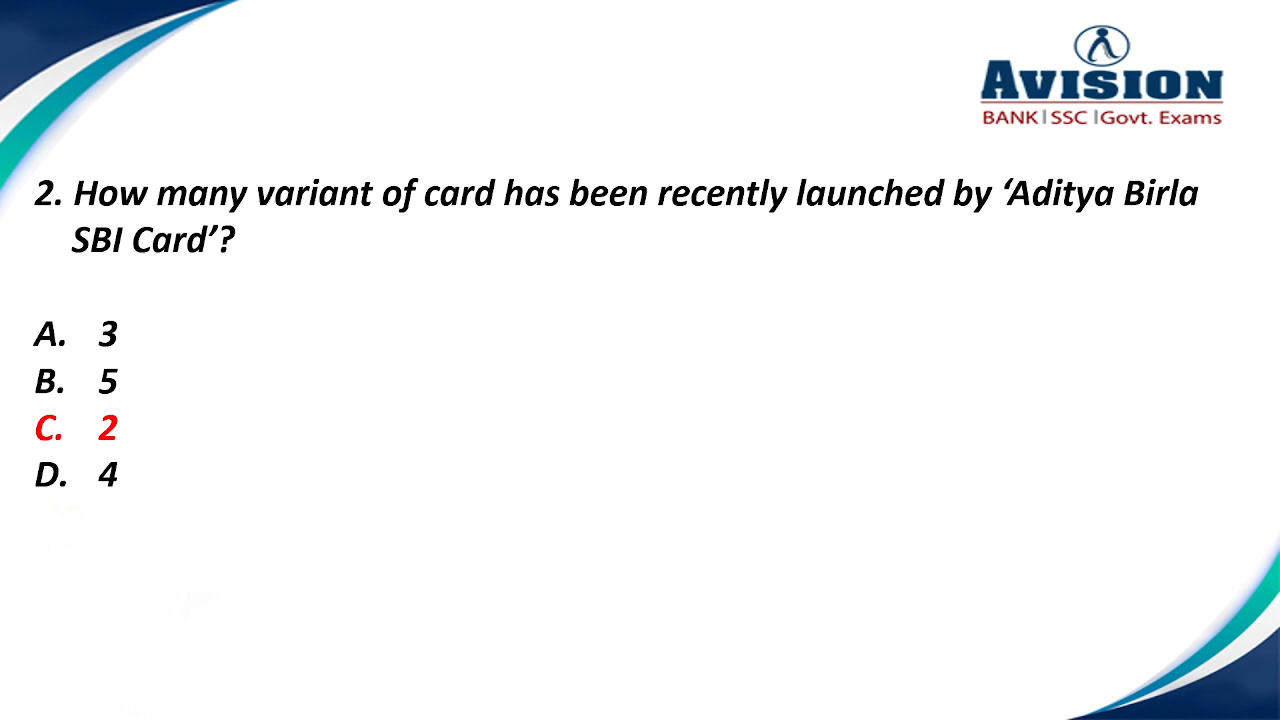 AVISION
BANK | SSC | Govt. Exams
2. How many variant of card has been recently launched by ‘Aditya Birla
SBI Card’?
A. 3
B. 5
C. 2
D. 4